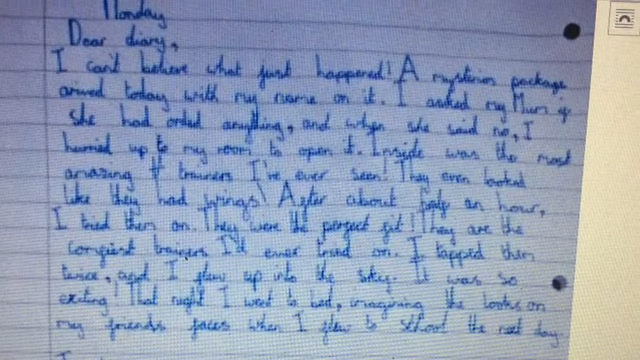 Monday
Dear diary,
I can't believe what just happened! A mysterius package
arived today with my name on it. I asked my Mum if
she had orded anything, and when she said no, I
hurried up to my room to open it. Inside was the most
amazing trainers I've ever seen! They even looked
like they had wings! After about half an hour,
I tried them on. They were the perfect fit! They are the
comfiest trainers I'd ever tried on. I tapped them
twice, and I flew up into the sky. It was so
exiting! That night I went to bed, imagining the looks on
my friends faces when I flew to school the next day.